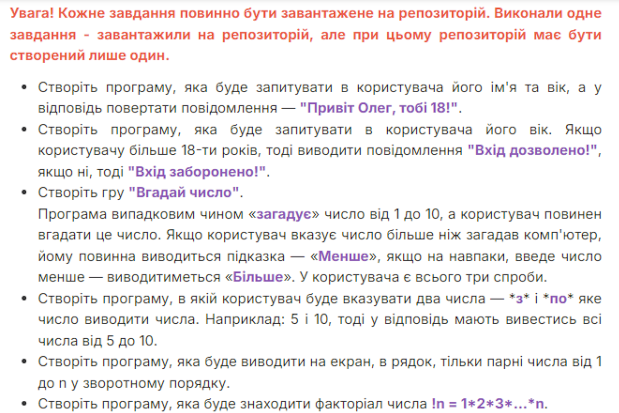 Увага! Кожне завдання повинно бути завантажене на репозиторій. Виконали одне
завдання - завантажили на репозиторій, але при цьому репозиторій має бути
створений лише один.
• Створіть програму, яка буде запитувати в користувача його ім'я та вік, а у
відповідь повертати повідомлення — "Привіт Олег, тобі 18!".
• Створіть програму, яка буде запитувати в користувача його вік. Якщо
користувачу більше 18-ти років, тоді виводити повідомлення "Вхід дозволено!",
якщо ні, тоді "Вхід заборонено!".
• Створіть гру "Вгадай число".
Програма випадковим чином «загадує» число від 1 до 10, а користувач повинен
вгадати це число. Якщо користувач вказує число більше ніж загадав комп'ютер,
йому повинна виводиться підказка — «Менше», якщо на навпаки, введе число
менше — виводитиметься «Більше». У користувача є всього три спроби.
• Створіть програму, в якій користувач буде вказувати два числа — *з* і *по* яке
число виводити числа. Наприклад: 5 і 10, тоді у відповідь мають вивестись всі
числа від 5 до 10.
• Створіть програму, яка буде виводити на екран, в рядок, тільки парні числа від 1
до n у зворотному порядку.
• Створіть програму, яка буде знаходити факторіал числа !n = 1*2*3*...*n.